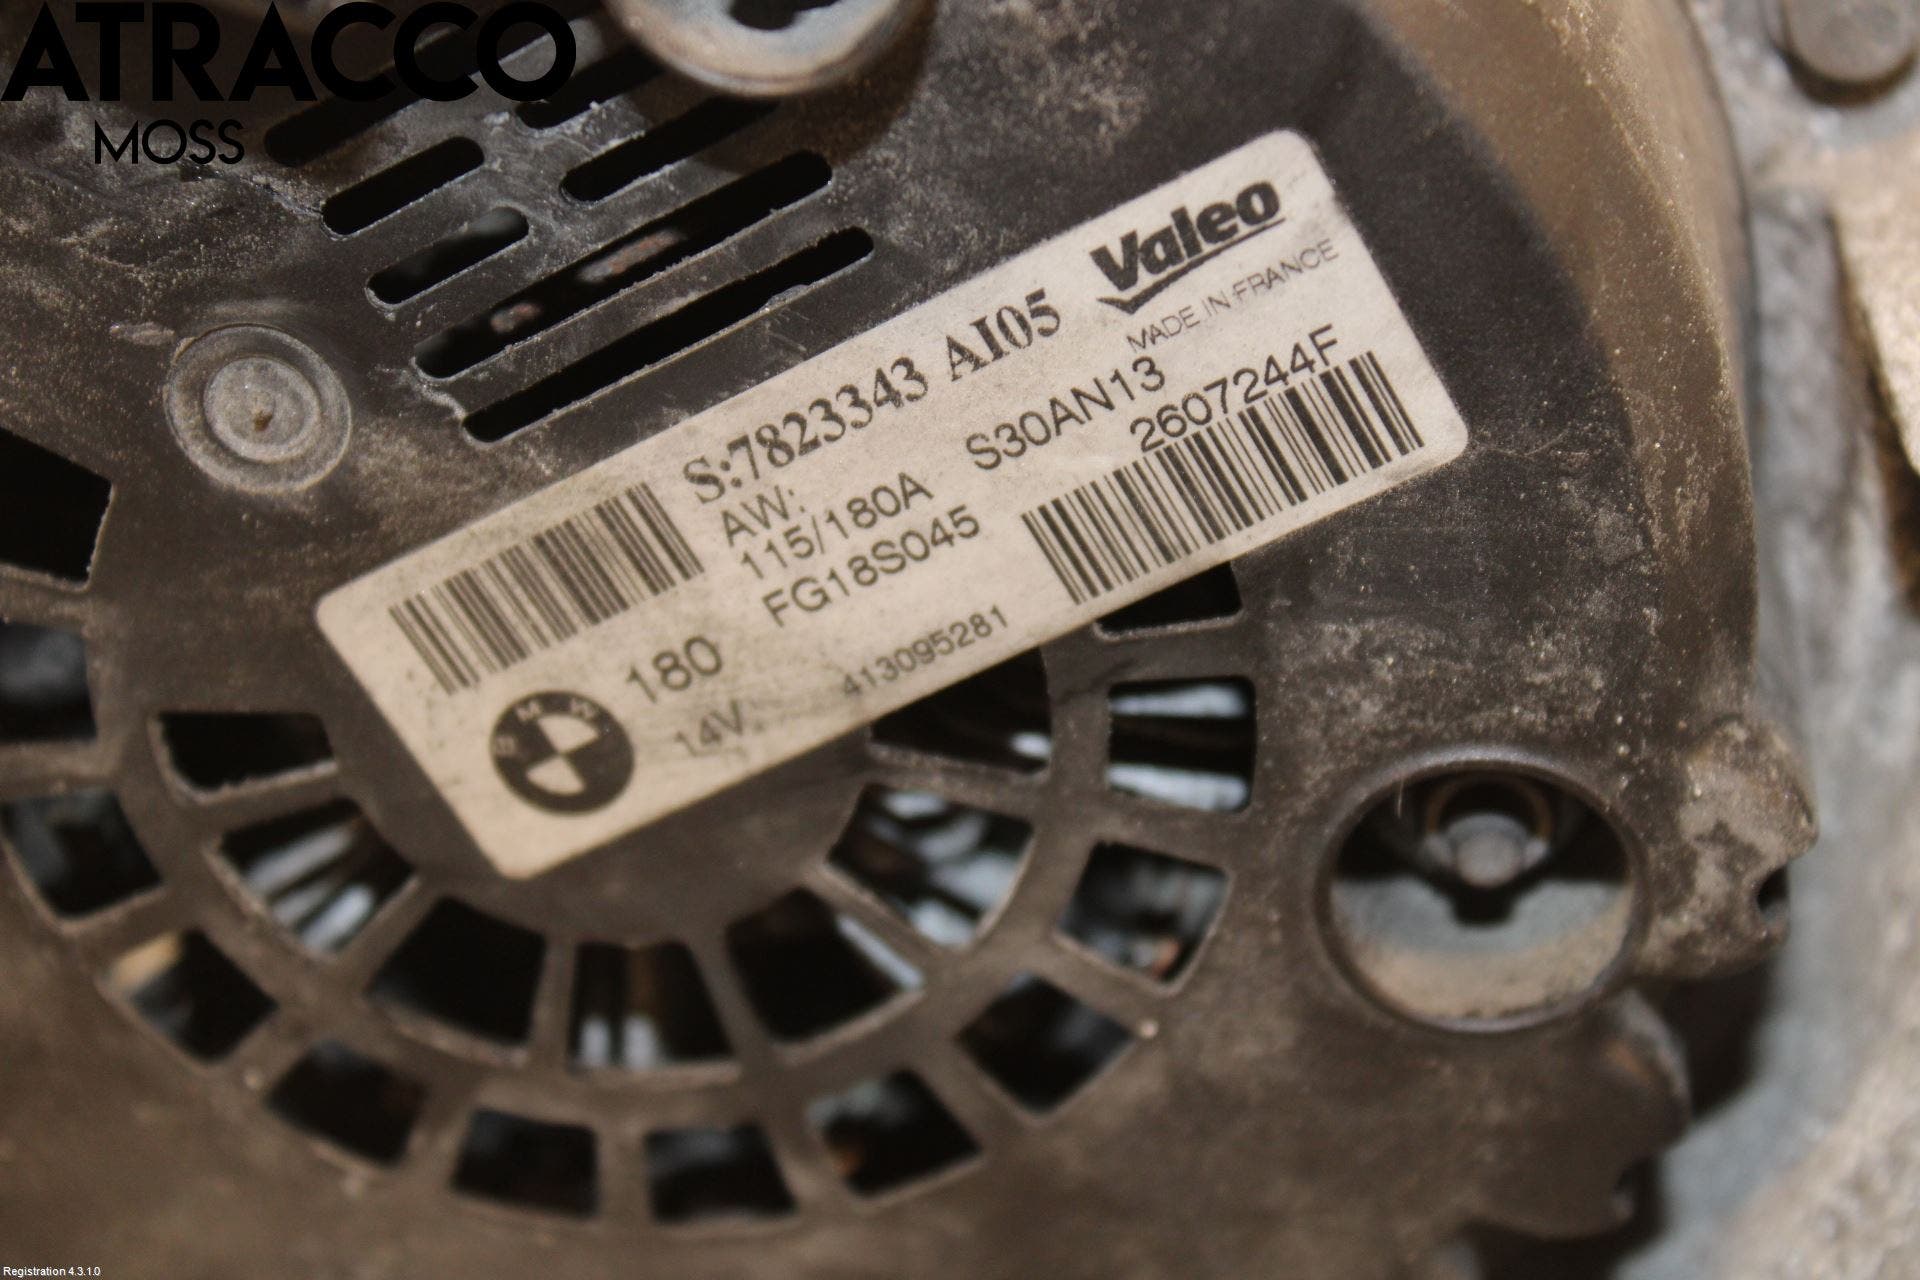 ATRACCO
MOSS
Valeo
MADE IN FRANCE
S:7823343 AI05
AW:
115/180A S30AN13
FG18S045 2607244F
180
14V
413095281
BMW
Registration 4.3.1.0